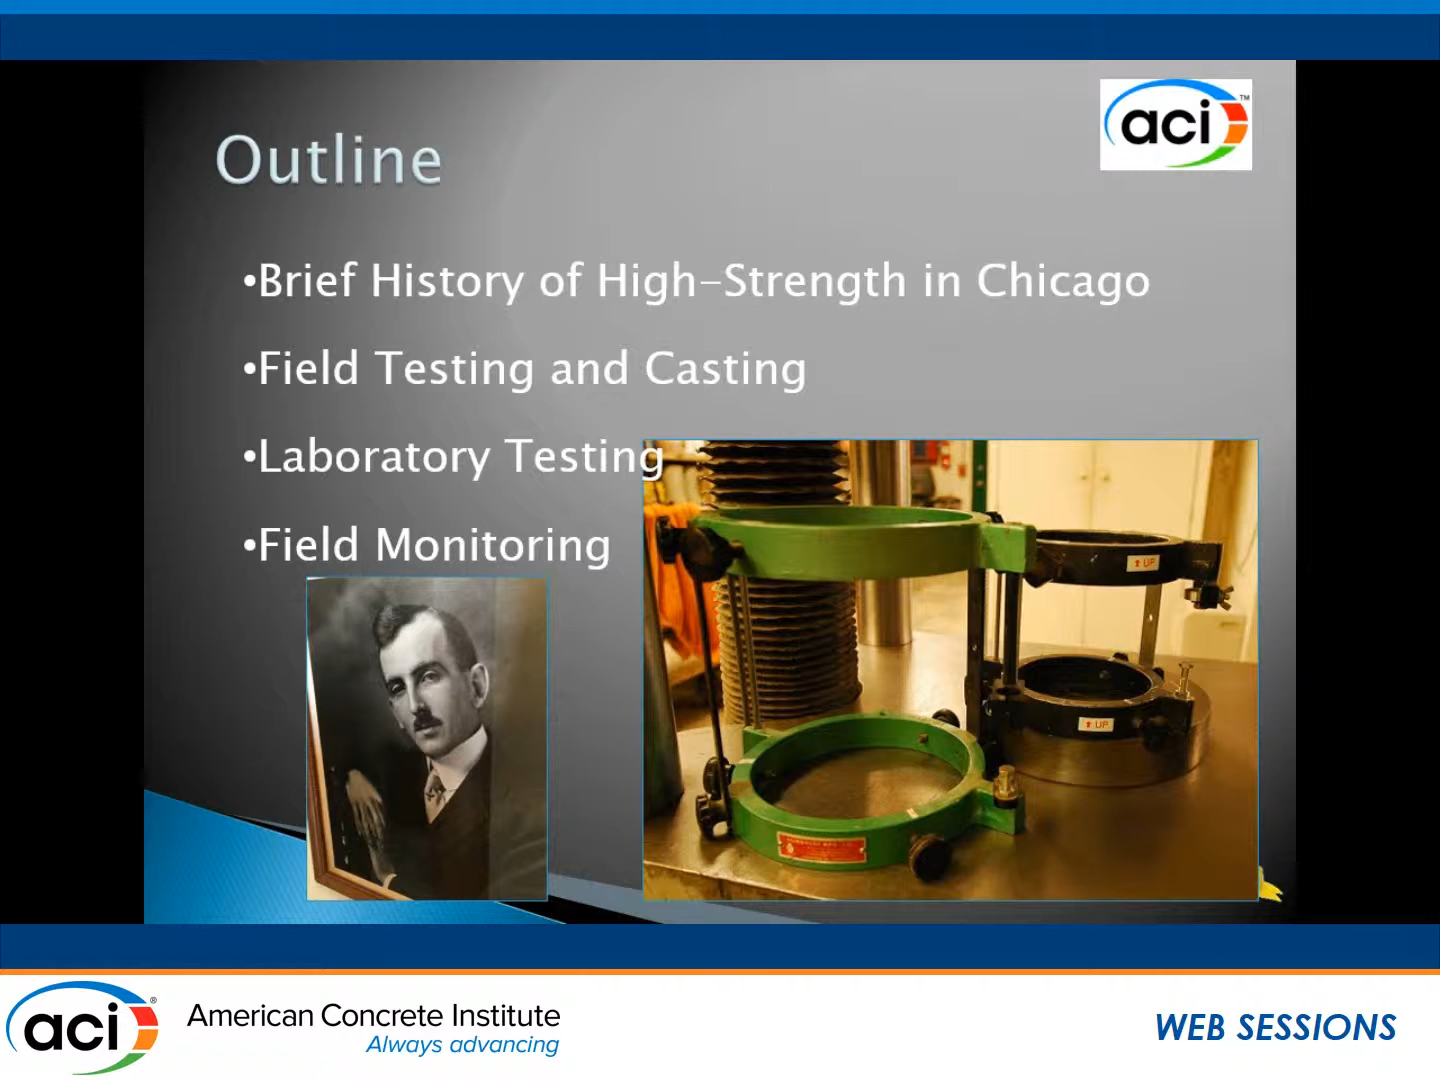 aci™
Outline
•Brief History of High-Strength in Chicago
•Field Testing and Casting
•Laboratory Testing
•Field Monitoring
UP
UP
aci®
American Concrete Institute
Always advancing
WEB SESSIONS